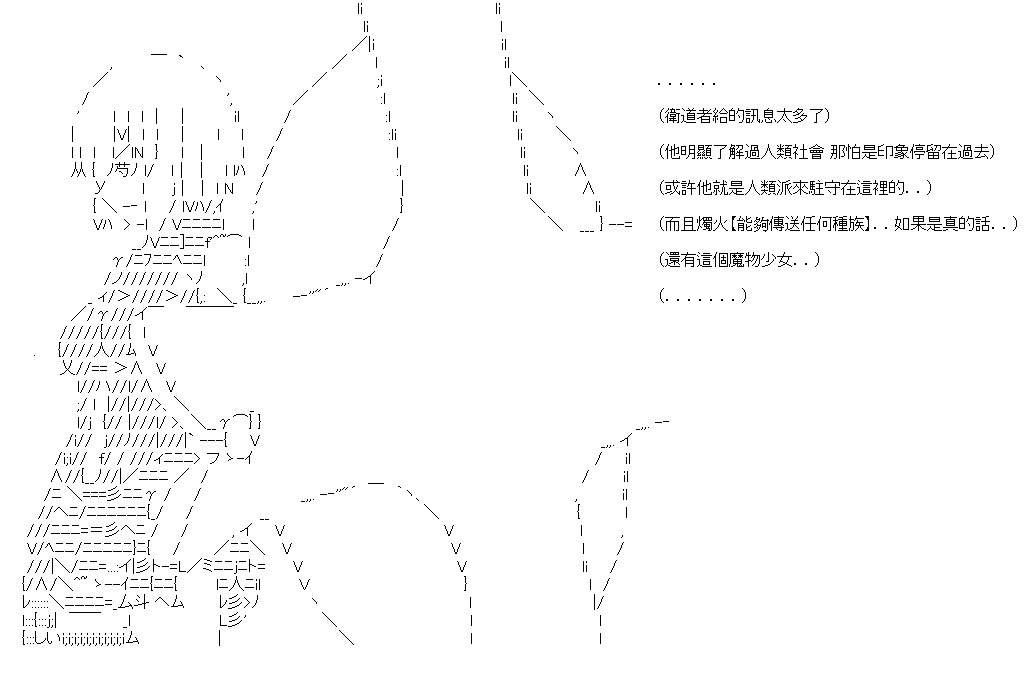 ．．．．．．
（衛道者給的訊息太多了）
（他明顯了解過人類社會 那怕是印象停留在過去）
（或許他就是人類派來駐守在這裡的．．）
（而且燭火【能夠傳送任何種族】．．如果是真的話．．）
（還有這個魔物少女．．）
（．．．．．．．）